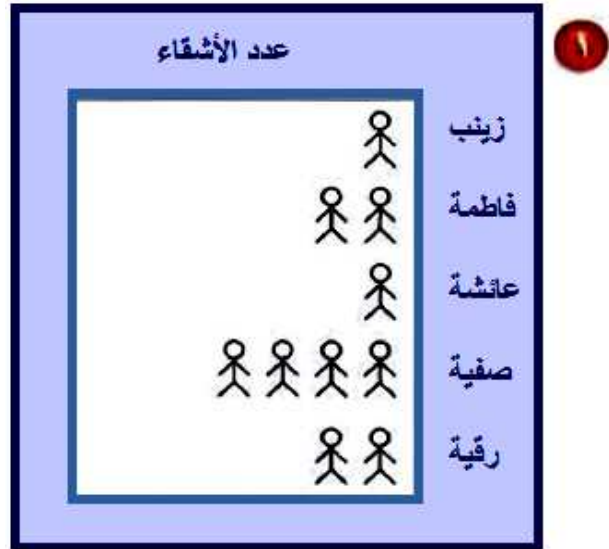 ١
عدد الأشقاء
زينب
فاطمة
عائشة
صفية
رقية